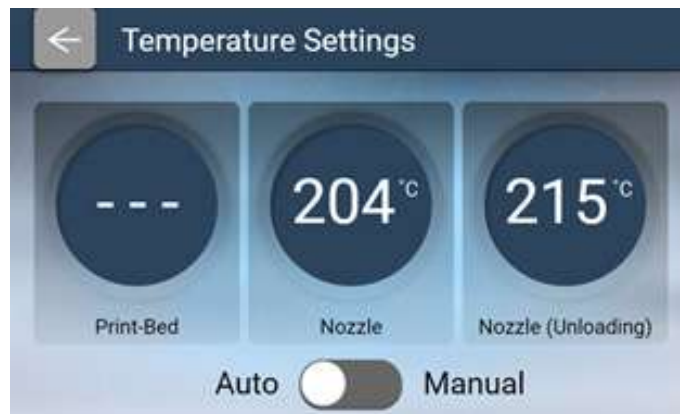 Temperature Settings
--- 204°C 215°C
Print-Bed Nozzle Nozzle (Unloading)
Auto Manual